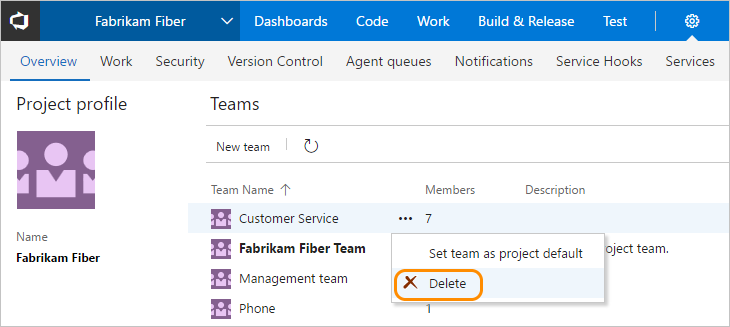 Fabrikam Fiber Dashboards Code Work Build & Release Test
Overview Work Security Version Control Agent queues Notifications Service Hooks Services
Project profile
Teams
New team
Team Name Members Description
Customer Service ... 7
Name
Fabrikam Fiber
Fabrikam Fiber Team oject team.
Set team as project default
Management team
Delete
Phone 1